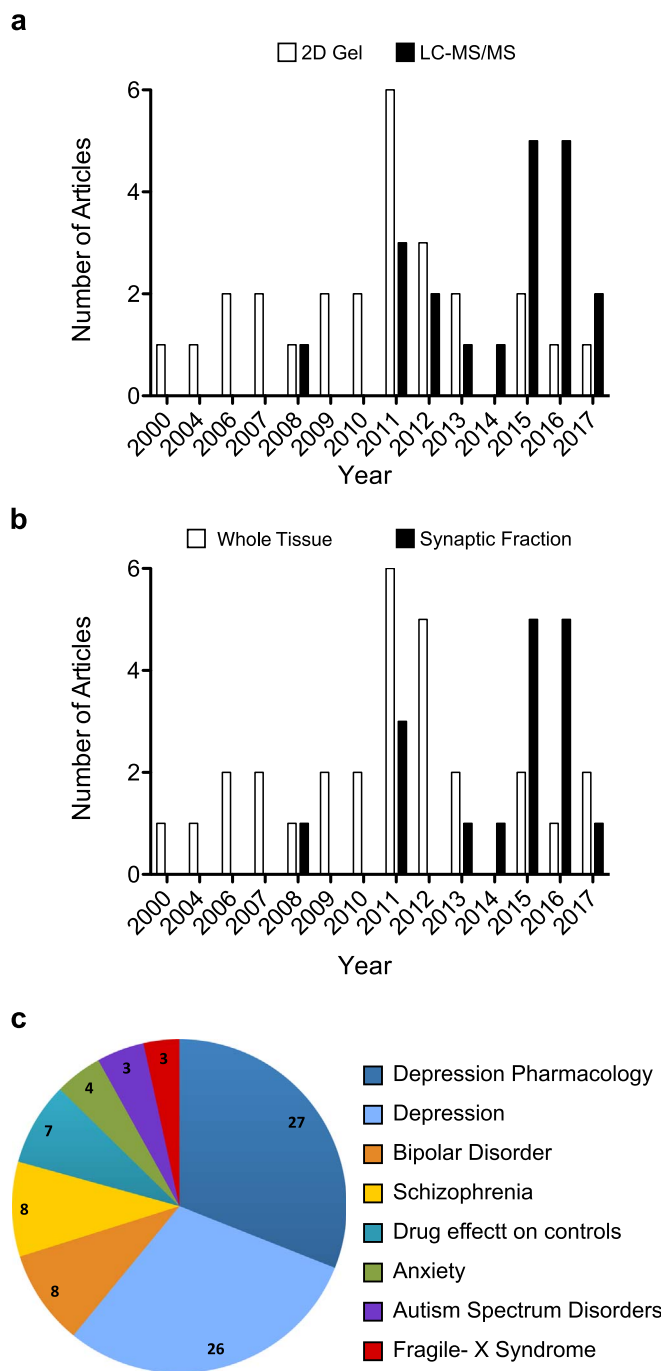 a
2D Gel LC-MS/MS
6
4
2
0
Number of Articles
2000 2004 2006 2007 2008 2009 2010 2011 2012 2013 2014 2015 2016 2017
Year
b
Whole Tissue Synaptic Fraction
6
4
2
0
Number of Articles
2000 2004 2006 2007 2008 2009 2010 2011 2012 2013 2014 2015 2016 2017
Year
c
3
3
4
7
8
8
26
27
Depression Pharmacology
Depression
Bipolar Disorder
Schizophrenia
Drug effectt on controls
Anxiety
Autism Spectrum Disorders
Fragile- X Syndrome